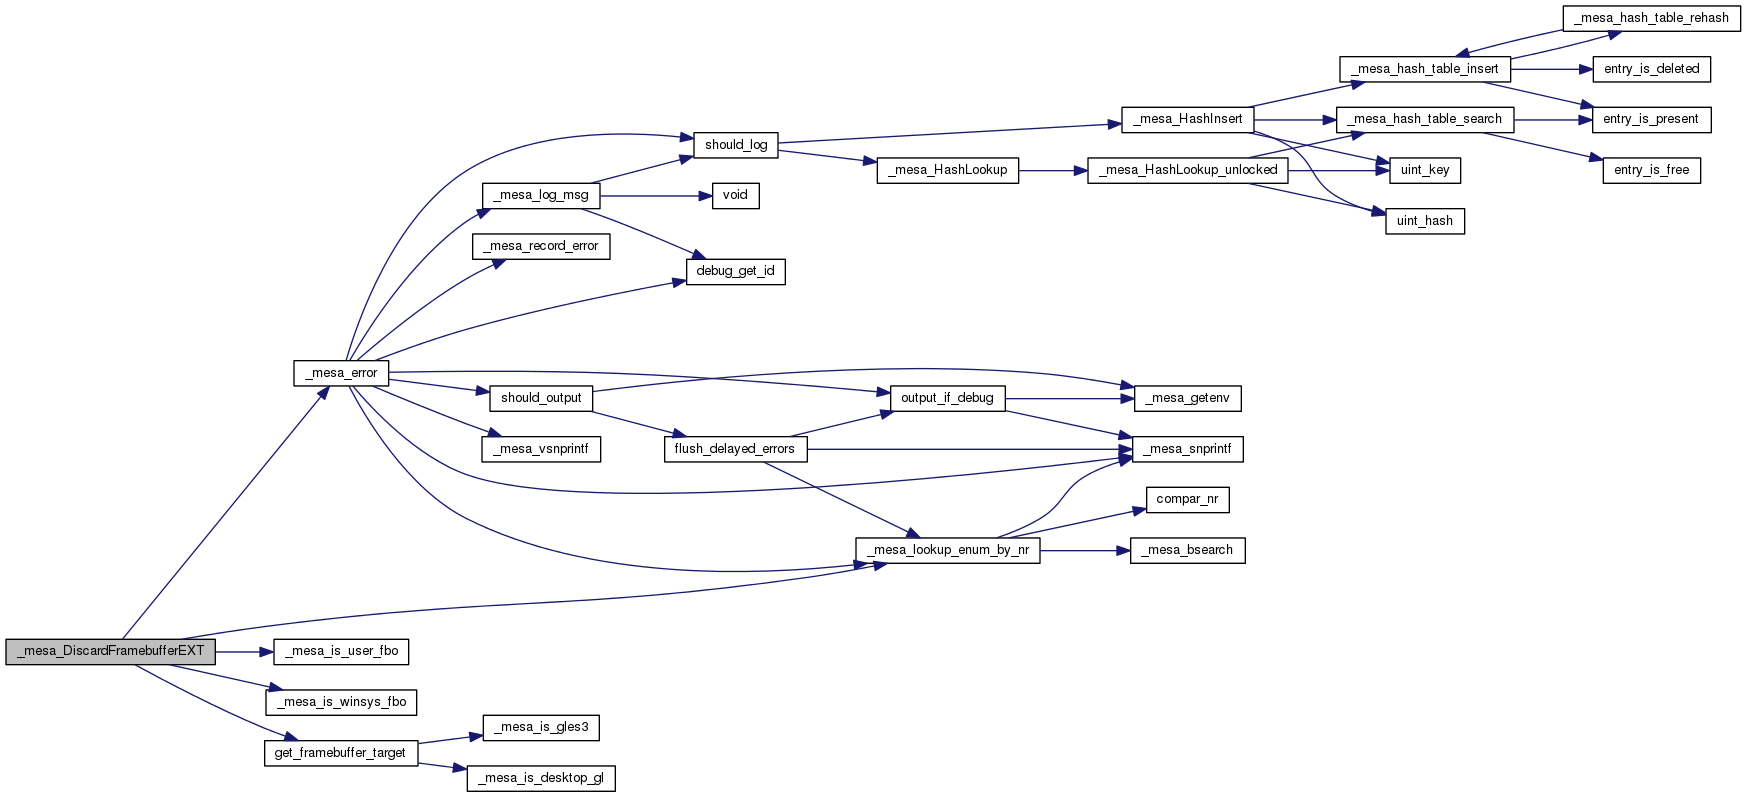 _mesa_hash_table_rehash
_mesa_hash_table_insert
entry_is_deleted
_mesa_HashInsert
_mesa_hash_table_search
entry_is_present
should_log
_mesa_HashLookup
_mesa_HashLookup_unlocked
uint_key
entry_is_free
_mesa_log_msg
void
uint_hash
_mesa_record_error
debug_get_id
_mesa_error
should_output
output_if_debug
_mesa_getenv
_mesa_vsnprintf
flush_delayed_errors
_mesa_snprintf
compar_nr
_mesa_lookup_enum_by_nr
_mesa_bsearch
_mesa_DiscardFramebufferEXT
_mesa_is_user_fbo
_mesa_is_winsys_fbo
_mesa_is_gles3
get_framebuffer_target
_mesa_is_desktop_gl